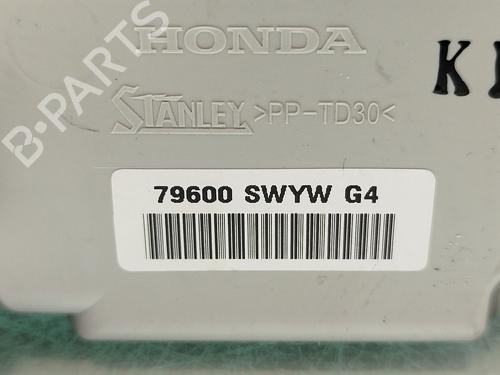 HONDA
K
STANLEY >PP-TD30<
79600 SWYW G4
B-PARTS